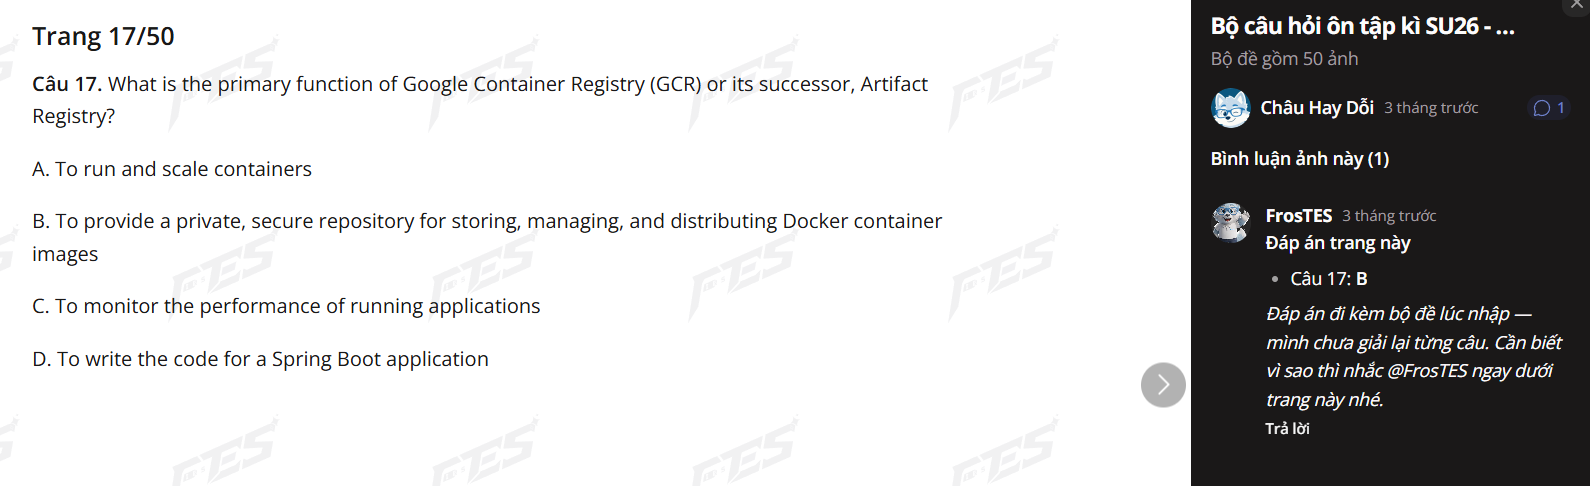 Trang 17/50
Câu 17. What is the primary function of Google Container Registry (GCR) or its successor, Artifact
Registry?
A. To run and scale containers
B. To provide a private, secure repository for storing, managing, and distributing Docker container
images
C. To monitor the performance of running applications
D. To write the code for a Spring Boot application
Bộ câu hỏi ôn tập kì SU26 - ...
Bộ đề gồm 50 ảnh
Châu Hay Dỗi 3 tháng trước 1
Bình luận ảnh này (1)
FrosTES 3 tháng trước
Đáp án trang này
• Câu 17: B
Đáp án đi kèm bộ đề lúc nhập —
mình chưa giải lại từng câu. Cần biết
vì sao thì nhắc @FrosTES ngay dưới
trang này nhé.
Trả lời